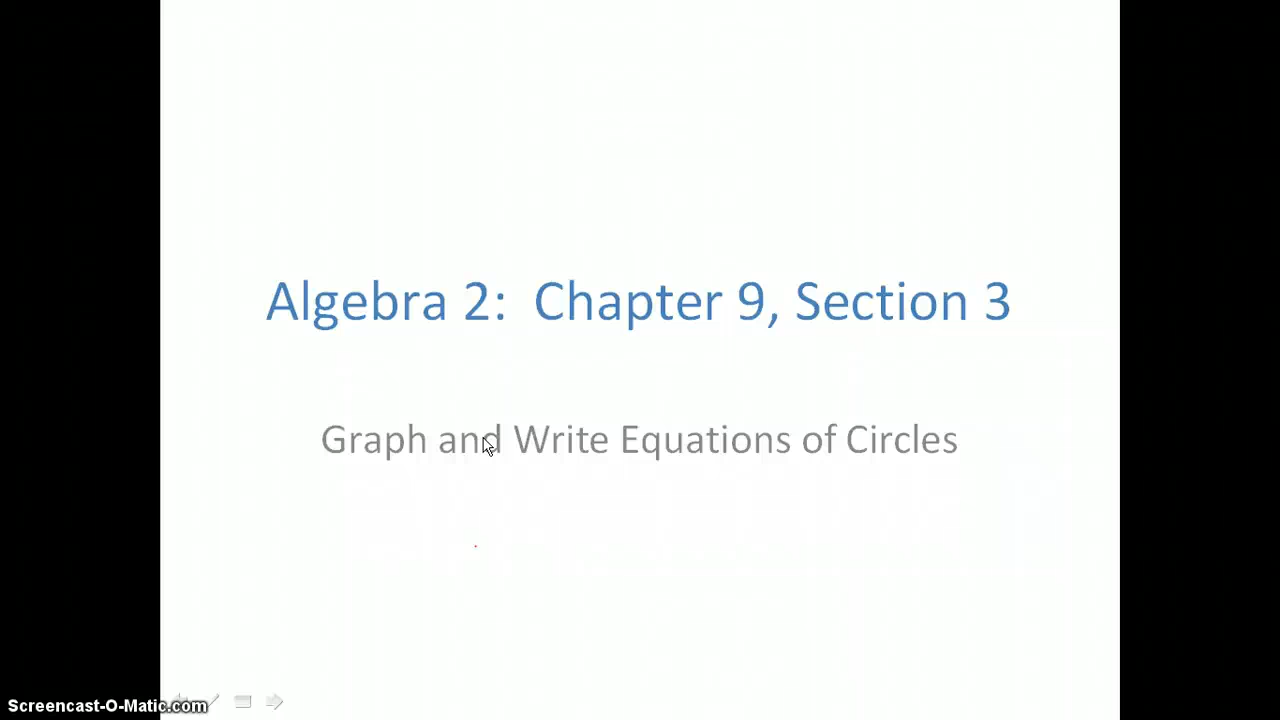 Algebra 2:  Chapter 9, Section 3
Graph and Write Equations of Circles
Screencast-O-Matic.com